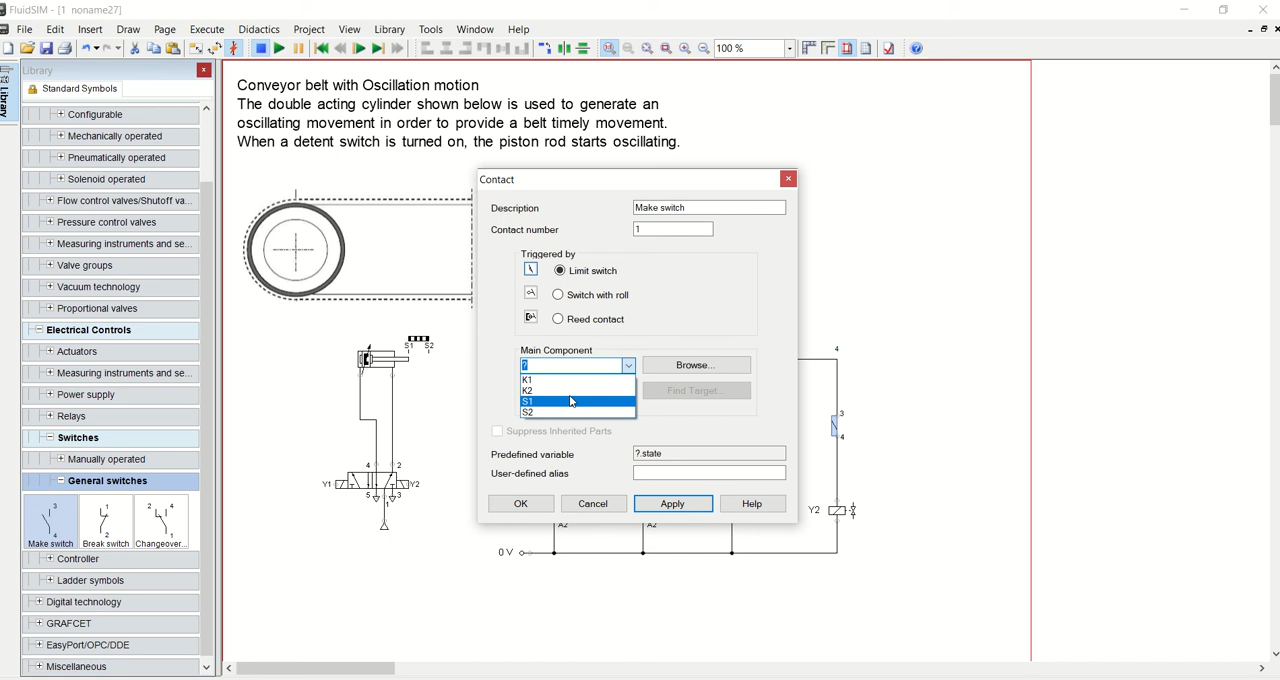 FluidSIM - [1 noname27]
File Edit Insert Draw Page Execute Didactics Project View Library Tools Window Help
100 %
Library
Library
Standard Symbols
Configurable
Mechanically operated
Pneumatically operated
Solenoid operated
Flow control valves/Shutoff va...
Pressure control valves
Measuring instruments and se...
Valve groups
Vacuum technology
Proportional valves
Electrical Controls
Actuators
Measuring instruments and se...
Power supply
Relays
Switches
Manually operated
General switches
3 1 2 4
4 2 1
Make switch Break switch Changeover...
Controller
Ladder symbols
Digital technology
GRAFCET
EasyPort/OPC/DDE
Miscellaneous
Conveyor belt with Oscillation motion
The double acting cylinder shown below is used to generate an
oscillating movement in order to provide a belt timely movement.
When a detent switch is turned on, the piston rod starts oscillating.
S1 S2
4 2
Y1 Y2
5 3
1
Contact
Description Make switch
Contact number 1
Triggered by
Limit switch
Switch with roll
Reed contact
Main Component
? Browse...
K1
K2
S1
S2
Find Target...
Suppress Inherited Parts
Predefined variable ?.state
User-defined alias
OK Cancel Apply Help
4
3
4
Y2
A2 A2
0 V